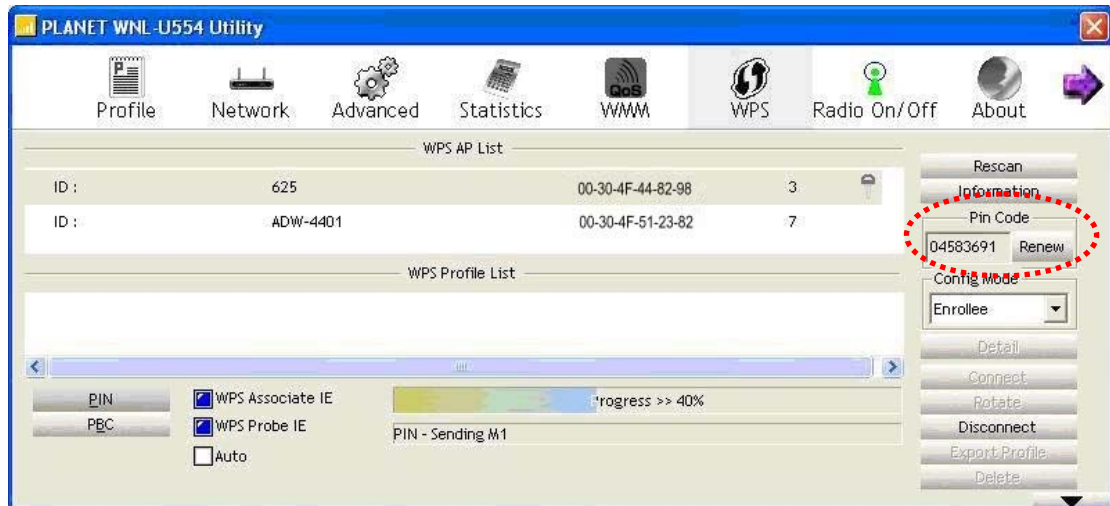 PLANET WNL-U554 Utility
Profile Network Advanced Statistics WMM WPS Radio On/Off About
QoS
WPS AP List
ID : 625 00-30-4F-44-82-98 3
ID : ADW-4401 00-30-4F-51-23-82 7
WPS Profile List
Rescan
Information
Pin Code
04583691 Renew
Config Mode
Enrollee
Detail
Connect
Rotate
Disconnect
Export Profile
Delete
PIN WPS Associate IE Progress >> 40%
PBC WPS Probe IE PIN - Sending M1
Auto